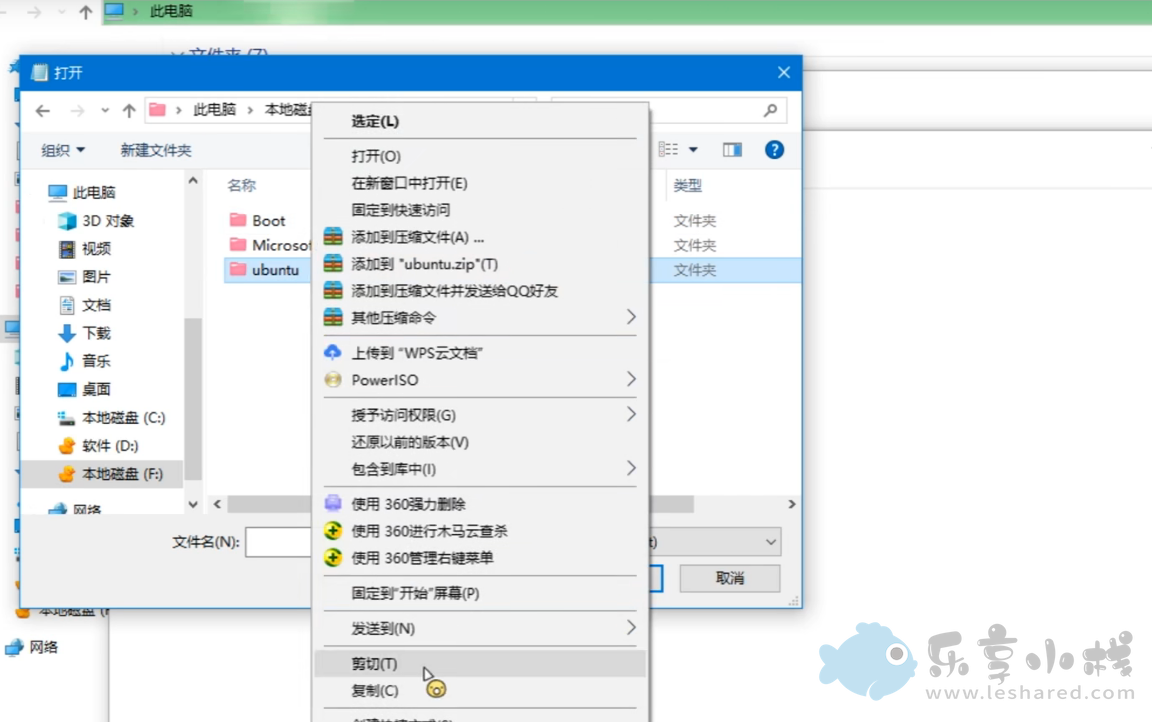 此电脑
文件夹 (7)
打开
此电脑
本地磁盘
组织
新建文件夹
此电脑
3D 对象
视频
图片
文档
下载
音乐
桌面
本地磁盘 (C:)
软件 (D:)
本地磁盘 (F:)
网络
名称
类型
Boot
文件夹
Microsof
文件夹
ubuntu
文件夹
文件名(N):
t)
取消
选定(L)
打开(O)
在新窗口中打开(E)
固定到快速访问
添加到压缩文件(A) ...
添加到 "ubuntu.zip"(T)
添加到压缩文件并发送给QQ好友
其他压缩命令
上传到 “WPS云文档”
PowerISO
授予访问权限(G)
还原以前的版本(V)
包含到库中(I)
使用 360强力删除
使用 360进行木马云查杀
使用 360管理右键菜单
固定到“开始”屏幕(P)
发送到(N)
剪切(T)
复制(C)
本地磁盘
网络
乐享小栈
www.leshared.com